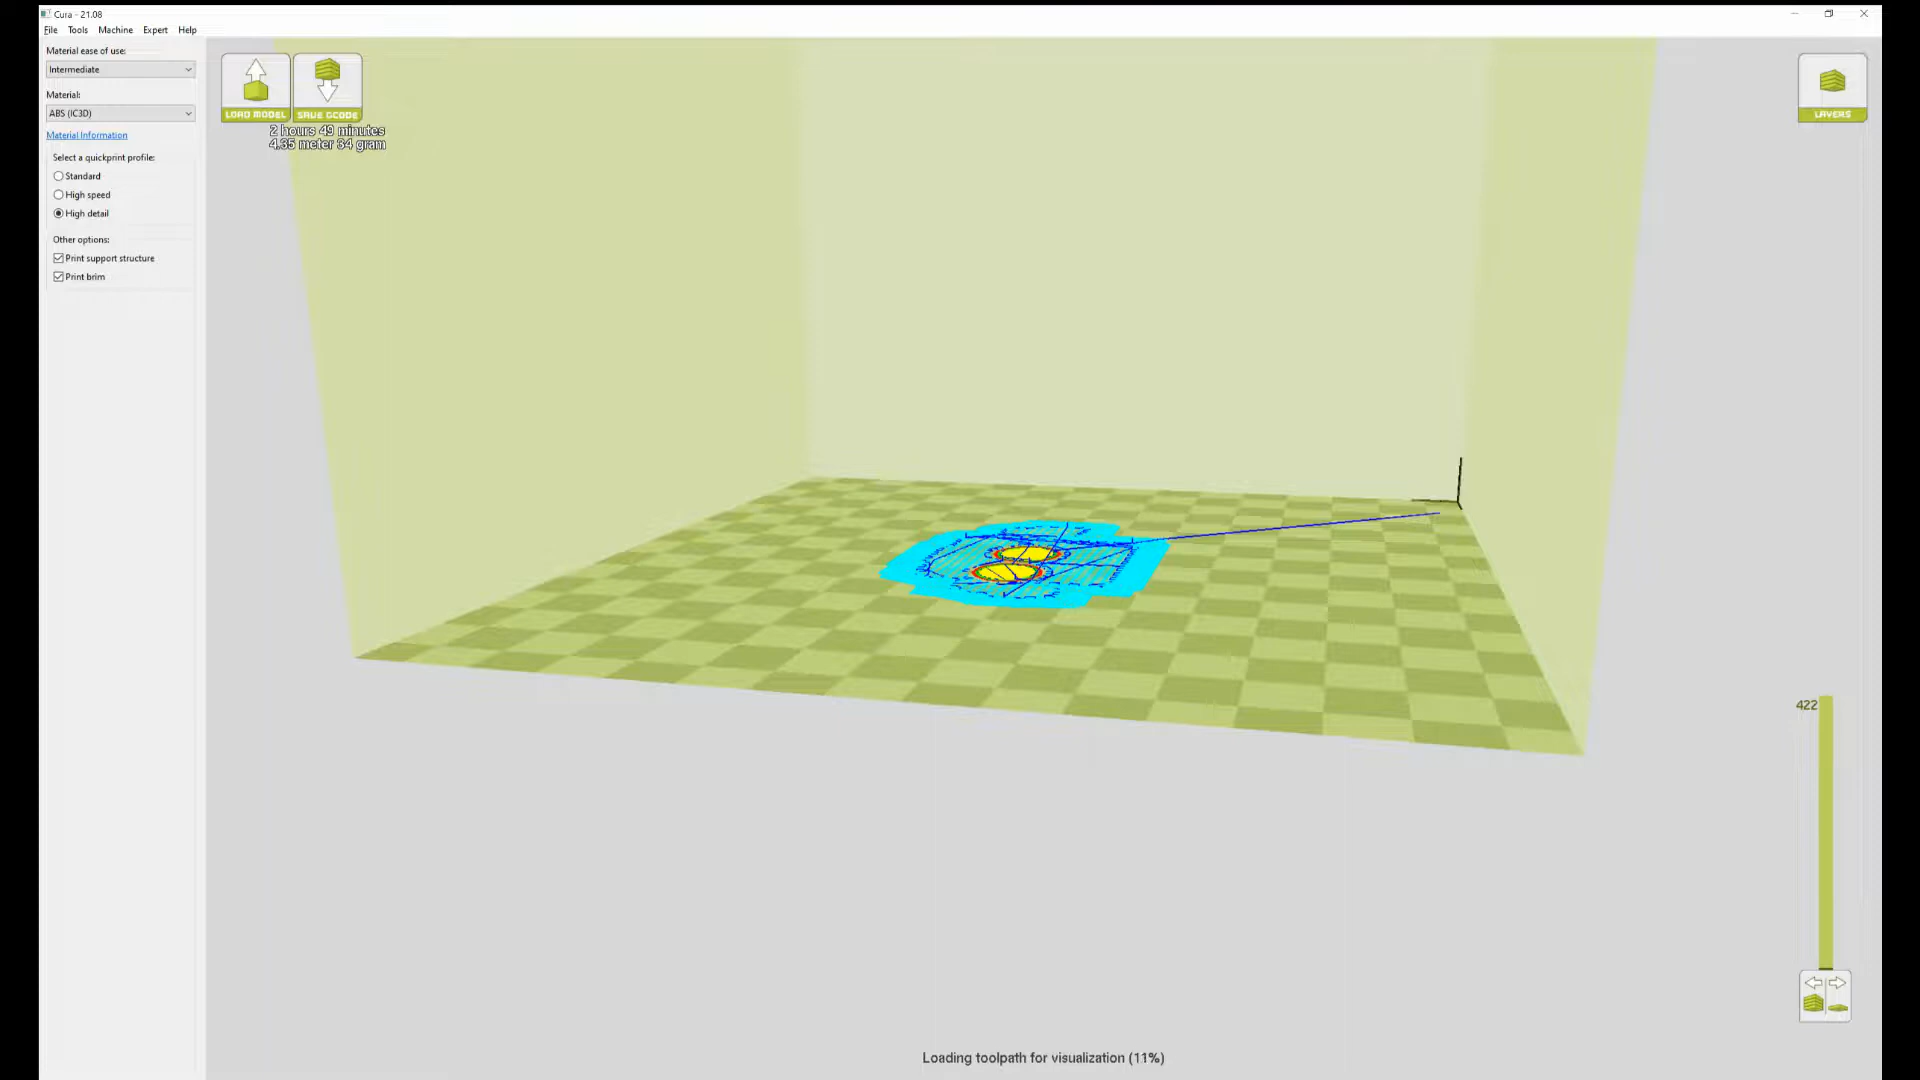 Cura - 21.08
File Tools Machine Expert Help
Material ease of use:
Intermediate
Material:
ABS (IC3D)
Material Information
Select a quickprint profile:
Standard
High speed
High detail
Other options:
Print support structure
Print brim
LOAD MODEL
SAVE GCODE
2 hours 49 minutes
4.35 meter 34 gram
LAYERS
422
Loading toolpath for visualization (11%)